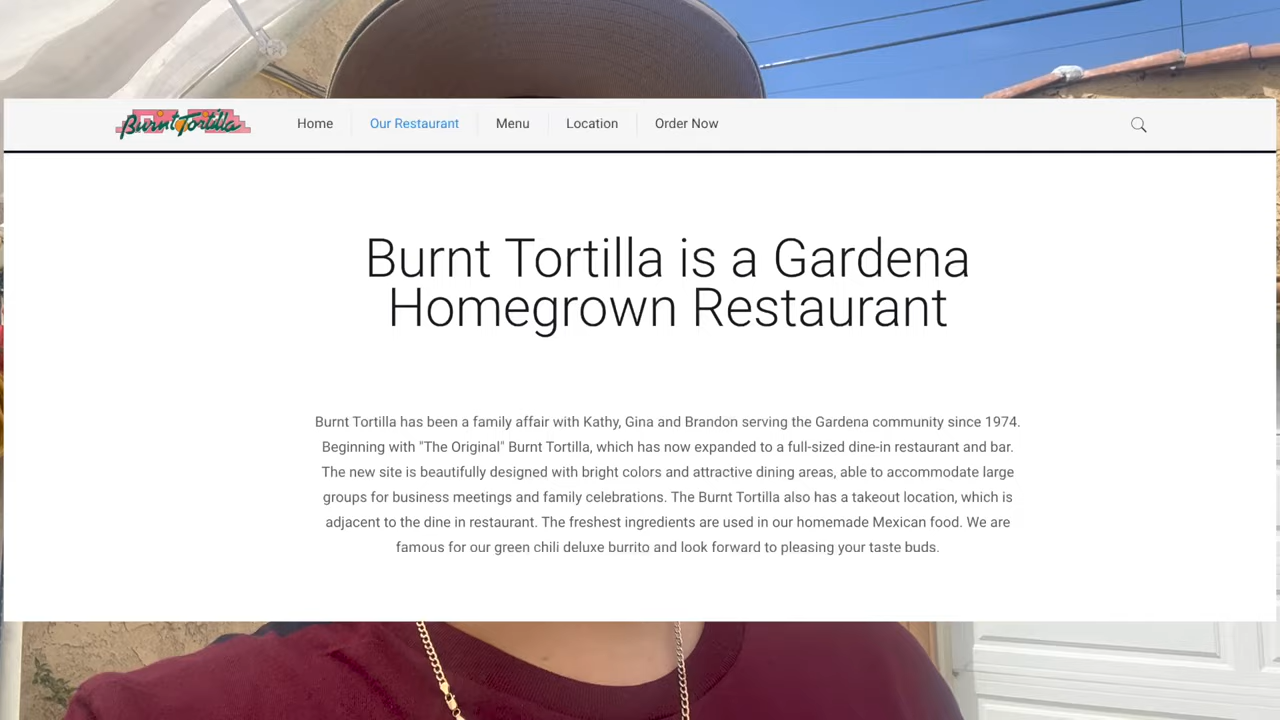 Burnt Tortilla
Home
Our Restaurant
Menu
Location
Order Now
Burnt Tortilla is a Gardena
Homegrown Restaurant
Burnt Tortilla has been a family affair with Kathy, Gina and Brandon serving the Gardena community since 1974.
Beginning with "The Original" Burnt Tortilla, which has now expanded to a full-sized dine-in restaurant and bar.
The new site is beautifully designed with bright colors and attractive dining areas, able to accommodate large
groups for business meetings and family celebrations. The Burnt Tortilla also has a takeout location, which is
adjacent to the dine in restaurant. The freshest ingredients are used in our homemade Mexican food. We are
famous for our green chili deluxe burrito and look forward to pleasing your taste buds.